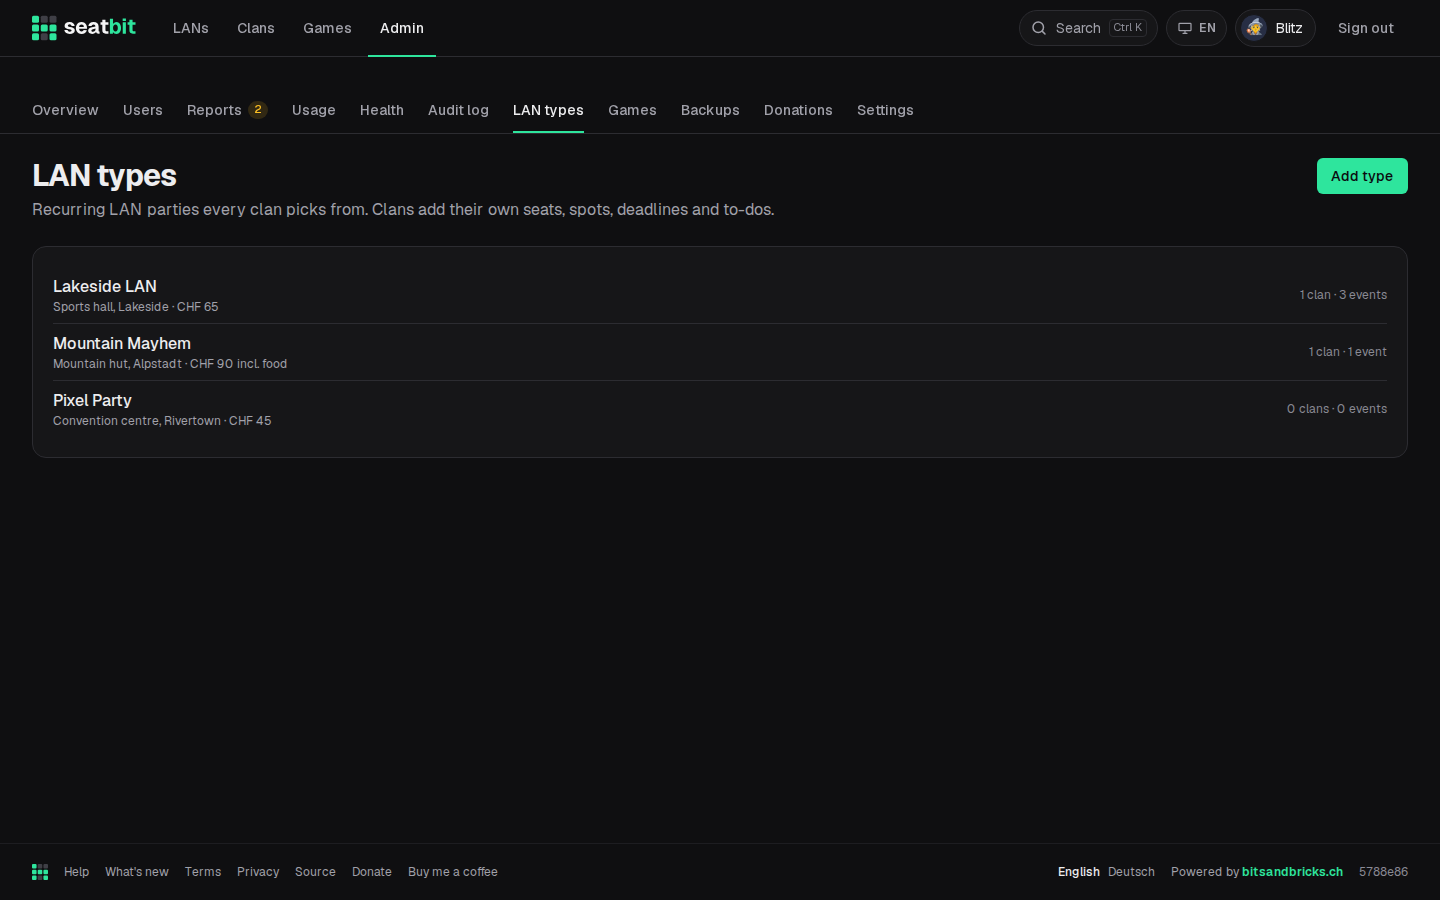 seatbit LANs Clans Games Admin Search Ctrl K EN Blitz Sign out
Overview Users Reports 2 Usage Health Audit log LAN types Games Backups Donations Settings
LAN types
Add type
Recurring LAN parties every clan picks from. Clans add their own seats, spots, deadlines and to-dos.
Lakeside LAN
Sports hall, Lakeside · CHF 65
1 clan · 3 events
Mountain Mayhem
Mountain hut, Alpstadt · CHF 90 incl. food
1 clan · 1 event
Pixel Party
Convention centre, Rivertown · CHF 45
0 clans · 0 events
Help What's new Terms Privacy Source Donate Buy me a coffee English Deutsch Powered by bitsandbricks.ch 5788e86